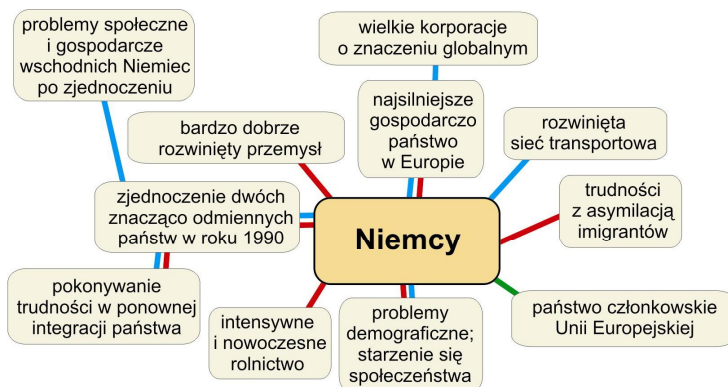 problemy społeczne
i gospodarcze
wschodnich Niemiec
po zjednoczeniu
wielkie korporacje
o znaczeniu globalnym
najsilniejsze
gospodarczo
państwo
w Europie
bardzo dobrze
rozwinięty przemysł
rozwinięta
sieć transportowa
zjednoczenie dwóch
znacząco odmiennych
państw w roku 1990
Niemcy
trudności
z asymilacją
imigrantów
pokonywanie
trudności w ponownej
integracji państwa
intensywne
i nowoczesne
rolnictwo
problemy
demograficzne;
starzenie się
społeczeństwa
państwo członkowskie
Unii Europejskiej